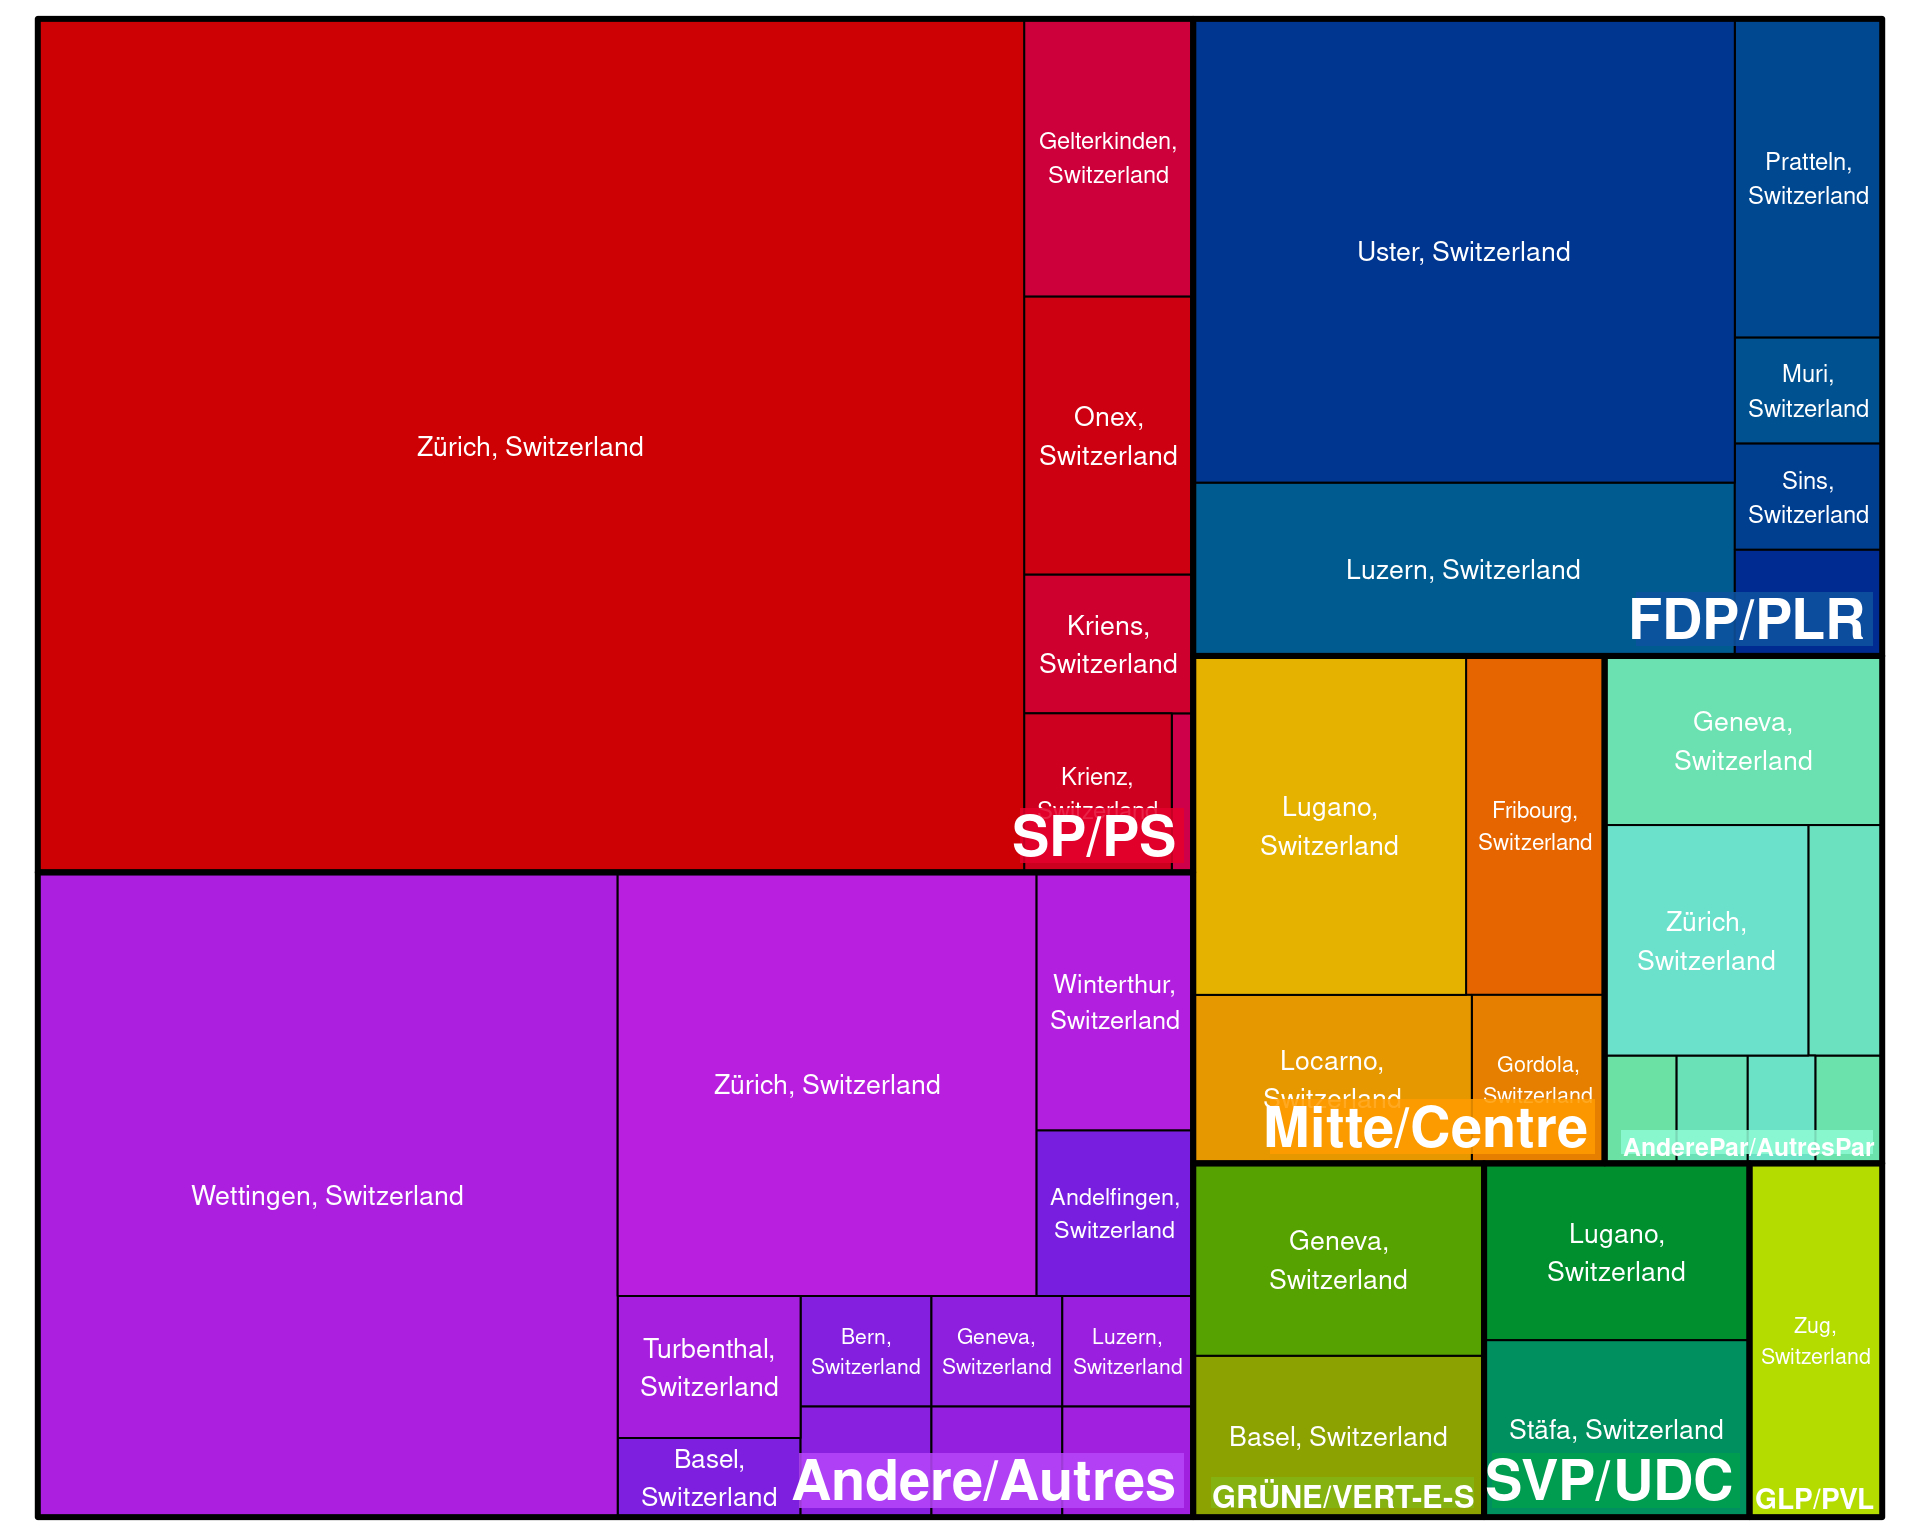 Zürich, Switzerland
Gelterkinden,
Switzerland
Onex,
Switzerland
Kriens,
Switzerland
Krienz,
Switzerland
SP/PS
Uster, Switzerland
Pratteln,
Switzerland
Muri,
Switzerland
Sins,
Switzerland
Luzern, Switzerland
FDP/PLR
Wettingen, Switzerland
Zürich, Switzerland
Winterthur,
Switzerland
Andelfingen,
Switzerland
Turbenthal,
Switzerland
Bern,
Switzerland
Geneva,
Switzerland
Luzern,
Switzerland
Basel,
Switzerland
Andere/Autres
Lugano,
Switzerland
Fribourg,
Switzerland
Locarno,
Switzerland
Gordola,
Switzerland
Mitte/Centre
Geneva,
Switzerland
Zürich,
Switzerland
AnderePar/AutresPar
Geneva,
Switzerland
Basel, Switzerland
GRÜNE/VERT-E-S
Lugano,
Switzerland
Stäfa, Switzerland
SVP/UDC
Zug,
Switzerland
GLP/PVL